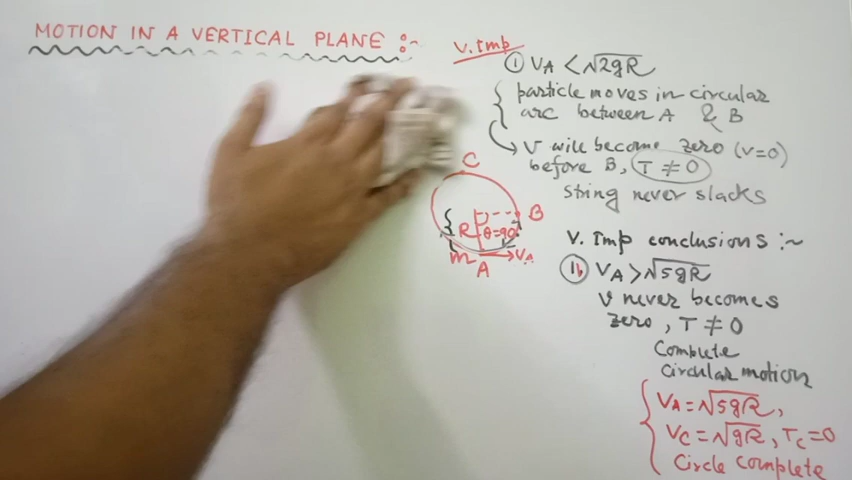 MOTION IN A VERTICAL PLANE :-
V. Imp
① VA < √2gR
particle moves in circular
arc between A & B
V will become zero (v=0)
before B, T ≠ 0
string never slacks
C
B
R θ=90°
m A VA
V. Imp conclusions :~
VA > √5gR
V never becomes
zero, T ≠ 0
Complete
Circular motion
VA = √5gR,
VC = √gR, TC=0
Circle complete